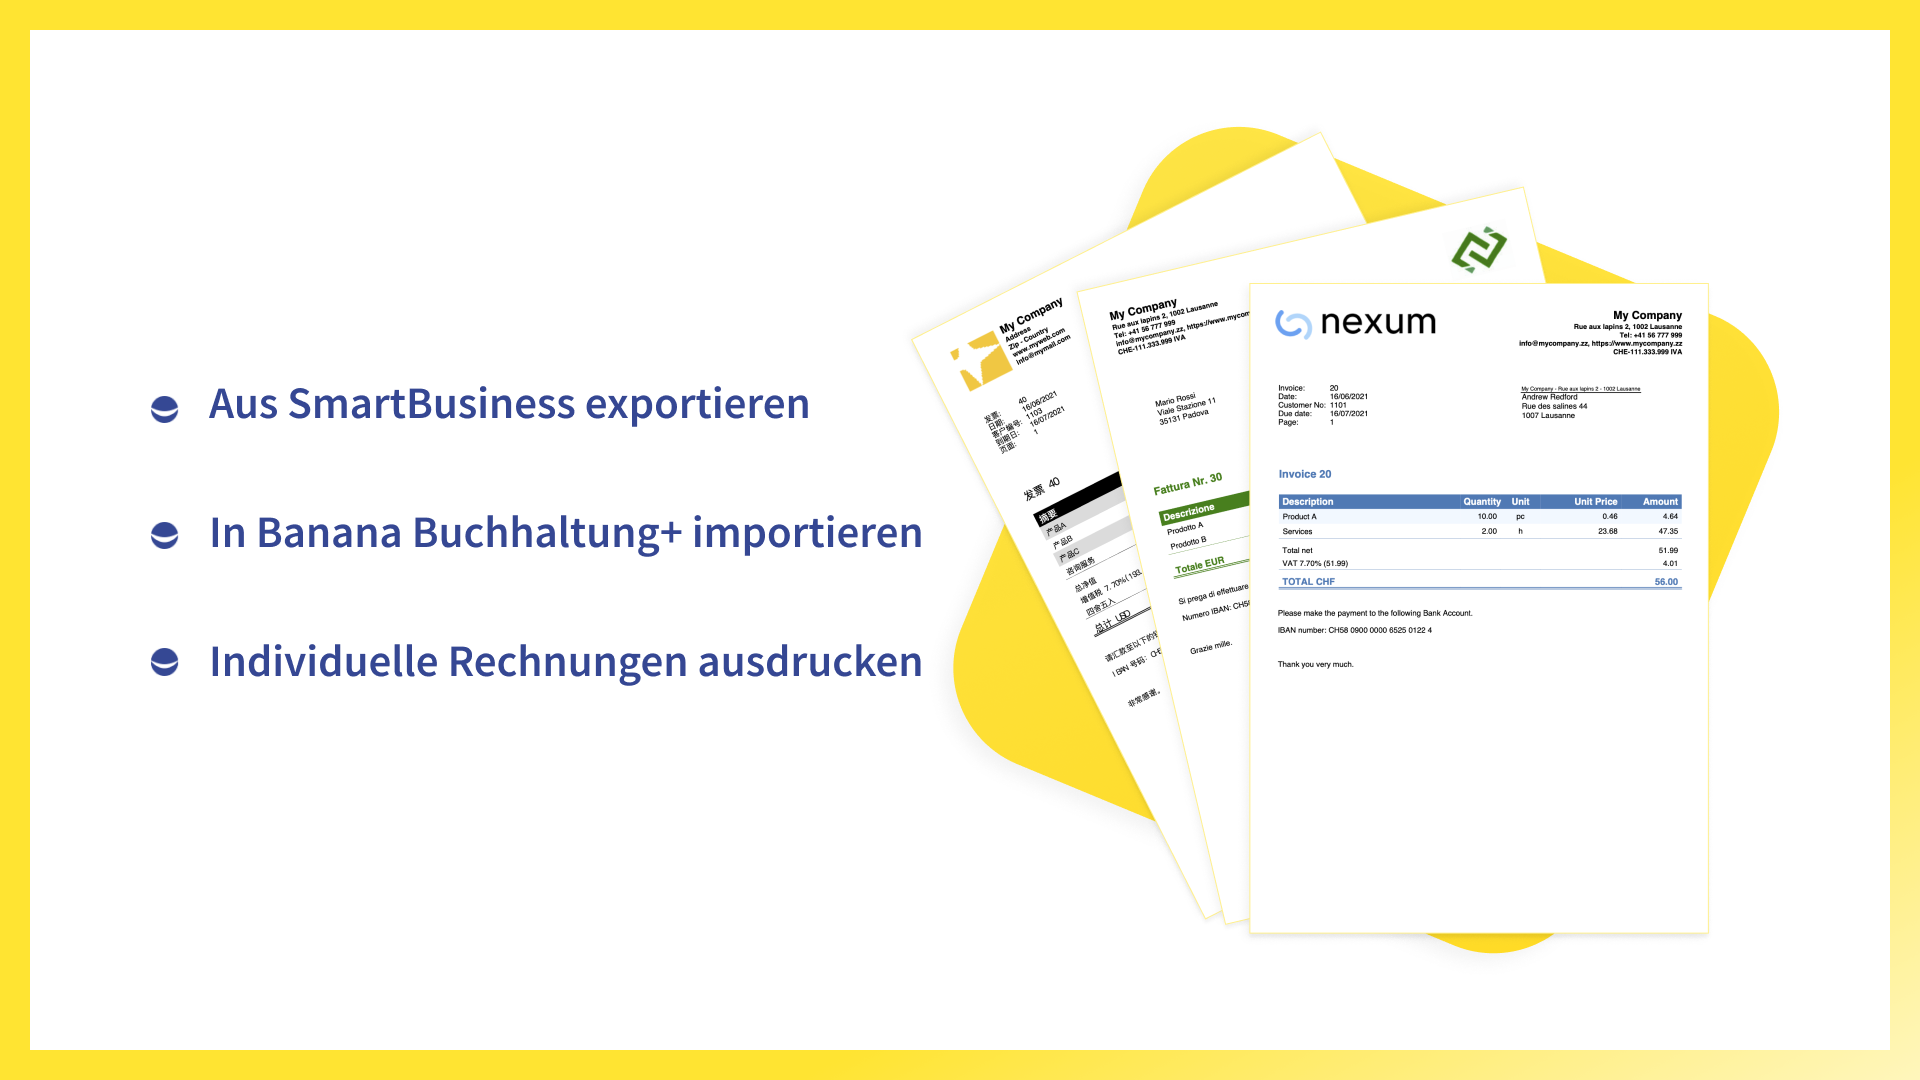 Aus SmartBusiness exportieren
In Banana Buchhaltung+ importieren
Individuelle Rechnungen ausdrucken
My Company
Address
Zip - Country
www.myweb.com
info@mymail.com
发票: 40
日期: 16/06/2021
客户编号: 1103
到期日: 16/07/2021
页面: 1
发票 40
摘要
产品A
产品B
产品C
咨询服务
总净值
增值税 7.70%(193.
四舍五入
总计 USD
请汇款至以下的
IBAN 号码:
非常感谢。
My Company
Rue aux lapins 2, 1002 Lausanne
Tel: +41 56 777 999
info@mycompany.zz, https://www.mycom
CHE-111.333.999 IVA
Mario Rossi
Viale Stazione 11
35131 Padova
Fattura Nr. 30
Descrizione
Prodotto A
Prodotto B
Totale EUR
Si prega di effettuare
Numero IBAN: CH58
Grazie mille.
nexum
My Company
Rue aux lapins 2, 1002 Lausanne
Tel: +41 56 777 999
info@mycompany.zz, https://www.mycompany.zz
CHE-111.333.999 IVA
Invoice: 20
Date: 16/06/2021
Customer No: 1101
Due date: 16/07/2021
Page: 1
My Company - Rue aux lapins 2 - 1002 Lausanne
Andrew Redford
Rue des salines 44
1007 Lausanne
Invoice 20
Description Quantity Unit Unit Price Amount
Product A 10.00 pc 0.46 4.64
Services 2.00 h 23.68 47.35
Total net 51.99
VAT 7.70% (51.99) 4.01
TOTAL CHF 56.00
Please make the payment to the following Bank Account.
IBAN number: CH58 0900 0000 6525 0122 4
Thank you very much.